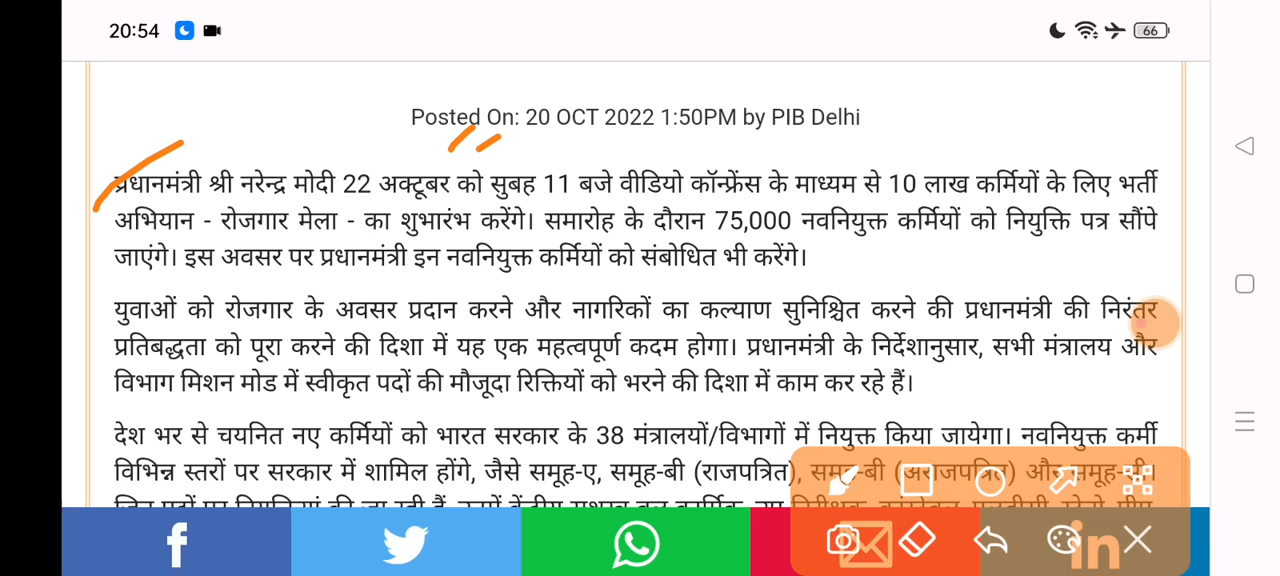 20:54
66
Posted On: 20 OCT 2022 1:50PM by PIB Delhi
प्रधानमंत्री श्री नरेन्द्र मोदी 22 अक्टूबर को सुबह 11 बजे वीडियो कॉन्फ्रेंस के माध्यम से 10 लाख कर्मियों के लिए भर्ती
अभियान - रोजगार मेला - का शुभारंभ करेंगे। समारोह के दौरान 75,000 नवनियुक्त कर्मियों को नियुक्ति पत्र सौंपे
जाएंगे। इस अवसर पर प्रधानमंत्री इन नवनियुक्त कर्मियों को संबोधित भी करेंगे।
युवाओं को रोजगार के अवसर प्रदान करने और नागरिकों का कल्याण सुनिश्चित करने की प्रधानमंत्री की निरंतर
प्रतिबद्धता को पूरा करने की दिशा में यह एक महत्वपूर्ण कदम होगा। प्रधानमंत्री के निर्देशानुसार, सभी मंत्रालय और
विभाग मिशन मोड में स्वीकृत पदों की मौजूदा रिक्तियों को भरने की दिशा में काम कर रहे हैं।
देश भर से चयनित नए कर्मियों को भारत सरकार के 38 मंत्रालयों/विभागों में नियुक्त किया जायेगा। नवनियुक्त कर्मी
विभिन्न स्तरों पर सरकार में शामिल होंगे, जैसे समूह-ए, समूह-बी (राजपत्रित), समूह-बी (अराजपत्रित) और समूह-सी।